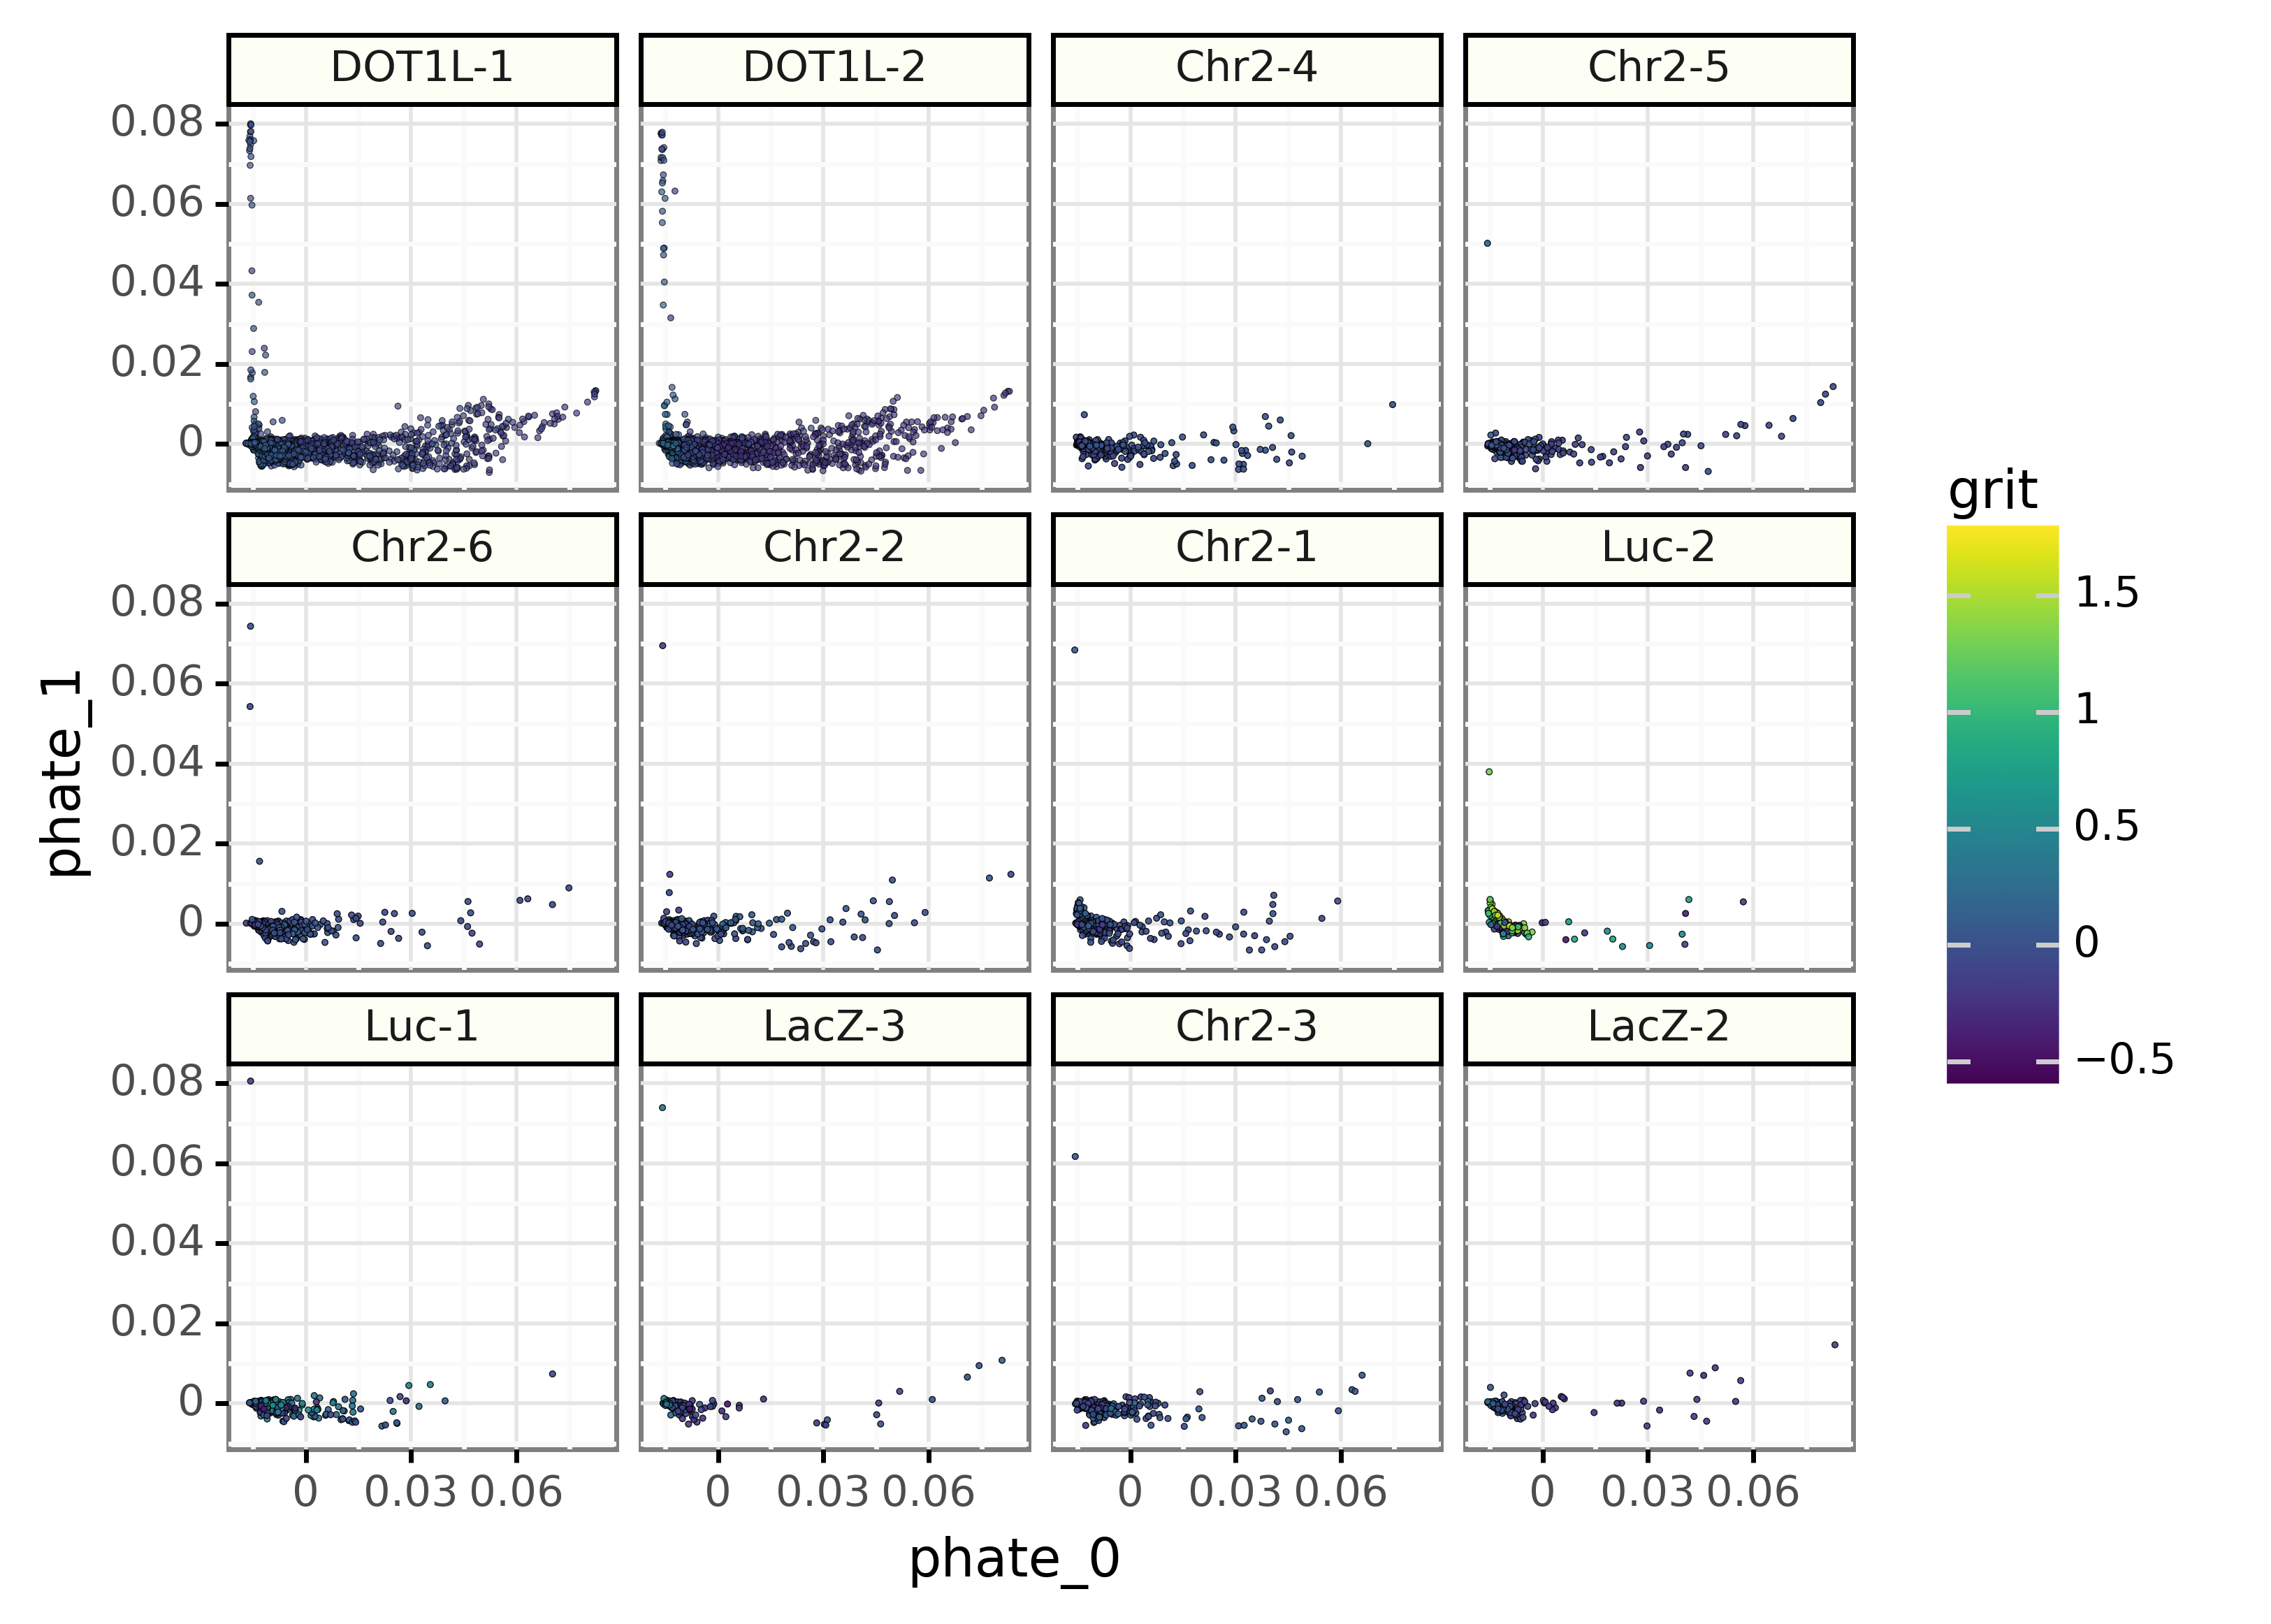 DOT1L-1 DOT1L-2 Chr2-4 Chr2-5
0.08
0.06
0.04
0.02
0
Chr2-6 Chr2-2 Chr2-1 Luc-2
0.08
0.06
0.04
0.02
0
Luc-1 LacZ-3 Chr2-3 LacZ-2
0.08
0.06
0.04
0.02
0
0 0.03 0.06 0 0.03 0.06 0 0.03 0.06 0 0.03 0.06
phate_0
phate_1
grit
1.5
1
0.5
0
−0.5